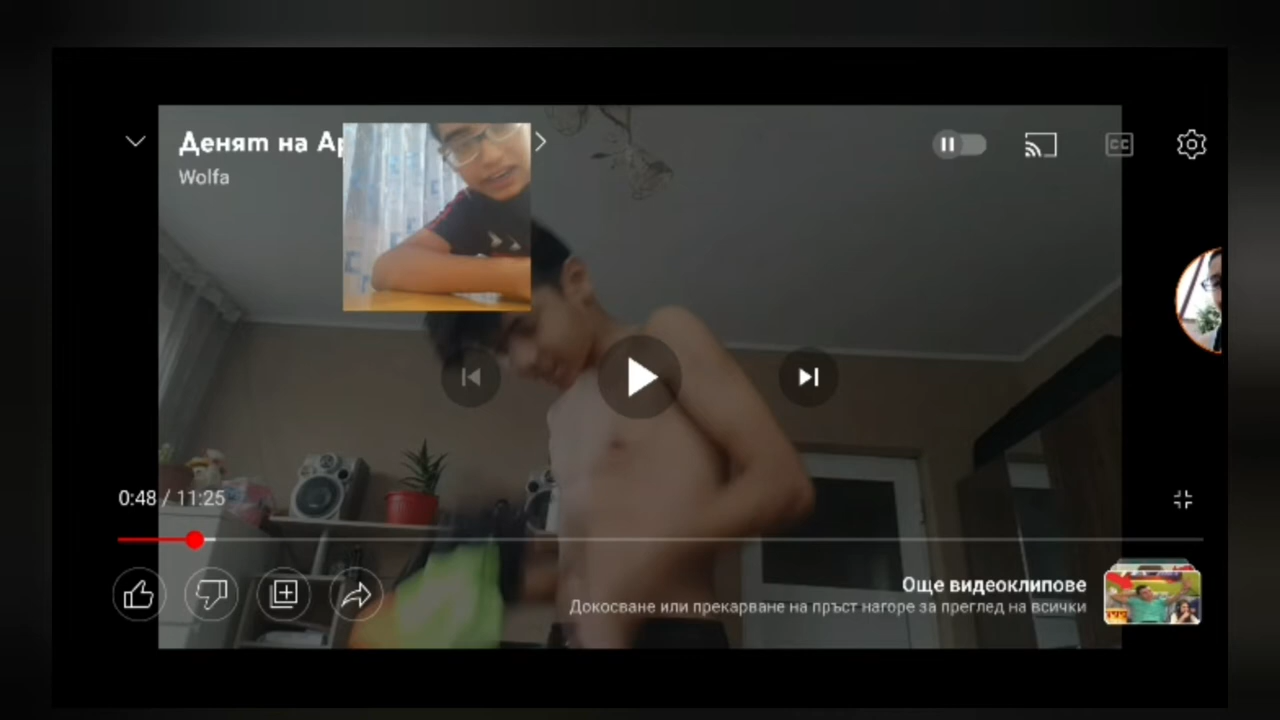 Денят на Ар
Wolfa
CC
0:48 / 11:25
Още видеоклипове
Докосване или прекарване на пръст нагоре за преглед на всички